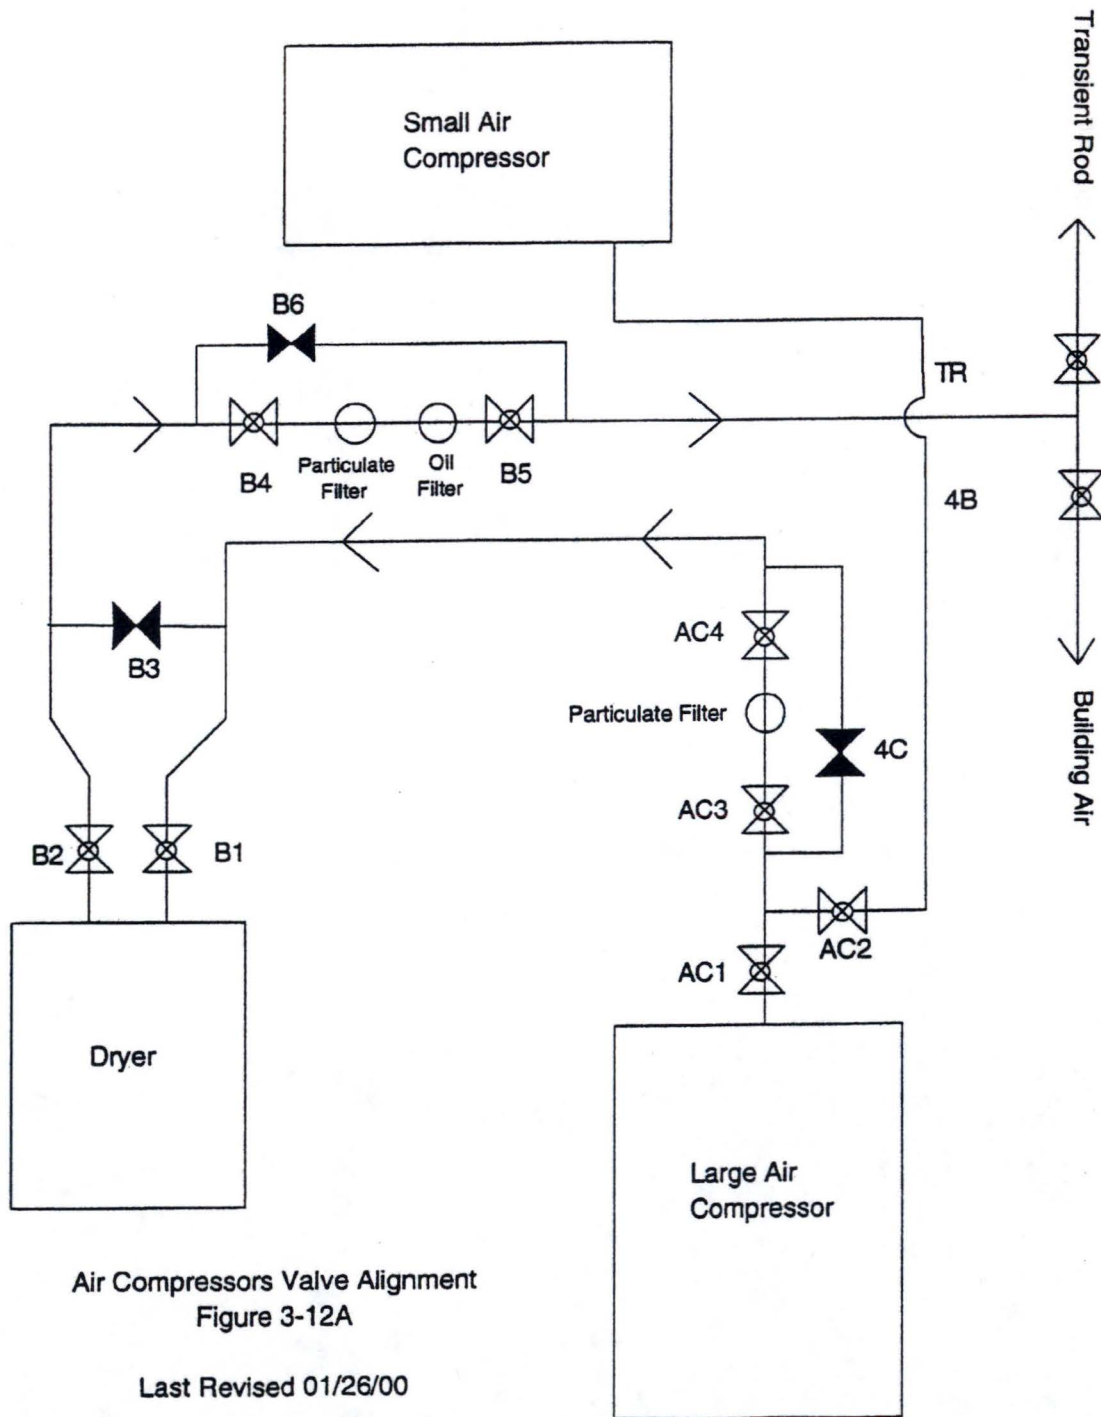 Transient Rod
Small Air
Compressor
B6
TR
B4
Particulate
Filter
Oil
Filter
B5
4B
AC4
B3
Particulate Filter
4C
Building Air
AC3
B2
B1
AC2
AC1
Dryer
Large Air
Compressor
Air Compressors Valve Alignment
Figure 3-12A
Last Revised 01/26/00